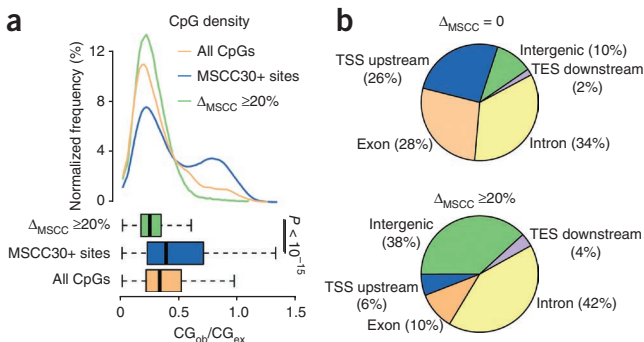 a
CpG density
Normalized frequency (%)
12
8
4
0
All CpGs
MSCC30+ sites
ΔMSCC ≥20%
ΔMSCC ≥20%
MSCC30+ sites
All CpGs
P < 10−15
0
0.5
1.0
1.5
CGob/CGex
b
ΔMSCC = 0
TSS upstream
(26%)
Intergenic (10%)
TES downstream
(2%)
Exon (28%)
Intron (34%)
ΔMSCC ≥20%
Intergenic
(38%)
TES downstream
(4%)
TSS upstream
(6%)
Exon (10%)
Intron (42%)